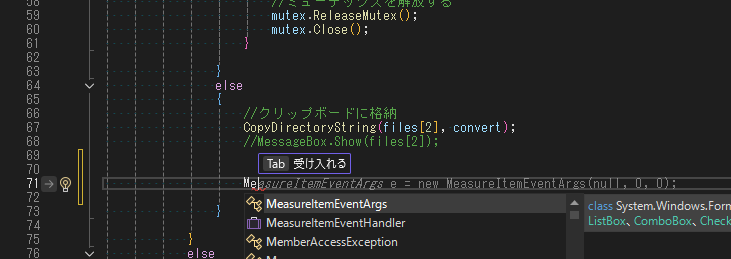 58 //ミューテックスを解放する
59 mutex.ReleaseMutex();
60 mutex.Close();
61 }
62
63 }
64 else
65 {
66 //クリップボードに格納
67 CopyDirectoryString(files[2], convert);
68 //MessageBox.Show(files[2]);
69
70 Tab 受け入れる
71 MeasureItemEventArgs e = new MeasureItemEventArgs(null, 0, 0);
72 MeasureItemEventArgs class System.Windows.Form
73 } MeasureItemEventHandler ListBox、ComboBox、Check
74 MemberAccessException
75 }
76 else